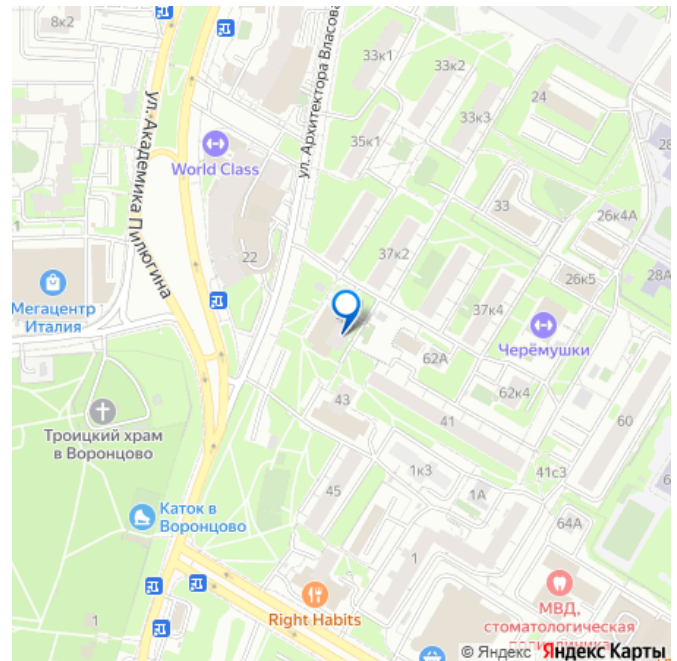 8к2
ул. Архитектора Власова
33к1
33к2
24
ул. Академика Пилюгина
World Class
35к1
33к3
28
1
33
26к4А
22
37к2
26к5
28А
Мегацентр
Италия
37к4
Черёмушки
62А
62к4
Троицкий храм
в Воронцово
43
41
60
1к3
41с3
Каток в
Воронцово
45
1А
64А
6
1
1
МВД,
стоматологическая
поликлиника
Right Habits
© Яндекс Яндекс Карты